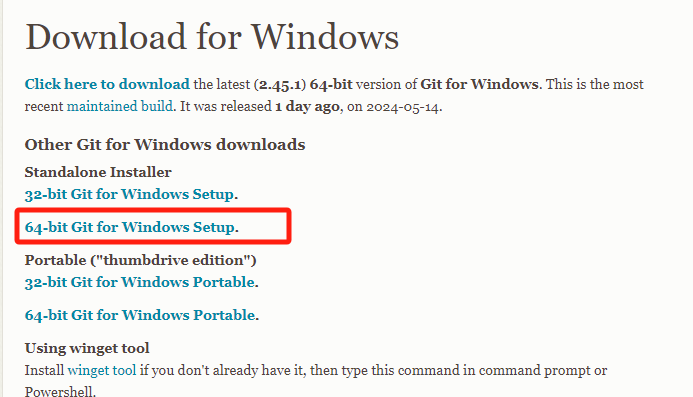 Download for Windows
Click here to download the latest (2.45.1) 64-bit version of Git for Windows. This is the most
recent maintained build. It was released 1 day ago, on 2024-05-14.
Other Git for Windows downloads
Standalone Installer
32-bit Git for Windows Setup.
64-bit Git for Windows Setup.
Portable ("thumbdrive edition")
32-bit Git for Windows Portable.
64-bit Git for Windows Portable.
Using winget tool
Install winget tool if you don't already have it, then type this command in command prompt or
Powershell.